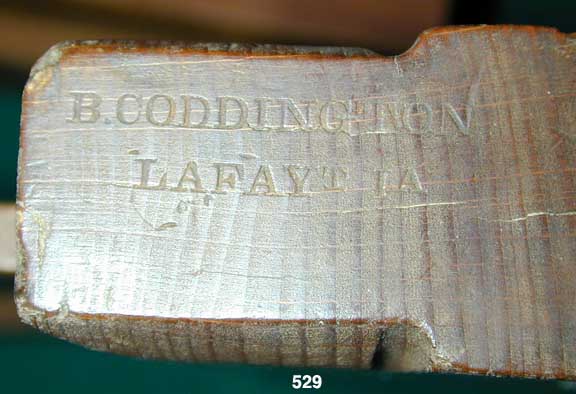 B. CODDINGTON
LAFAYT IA
529